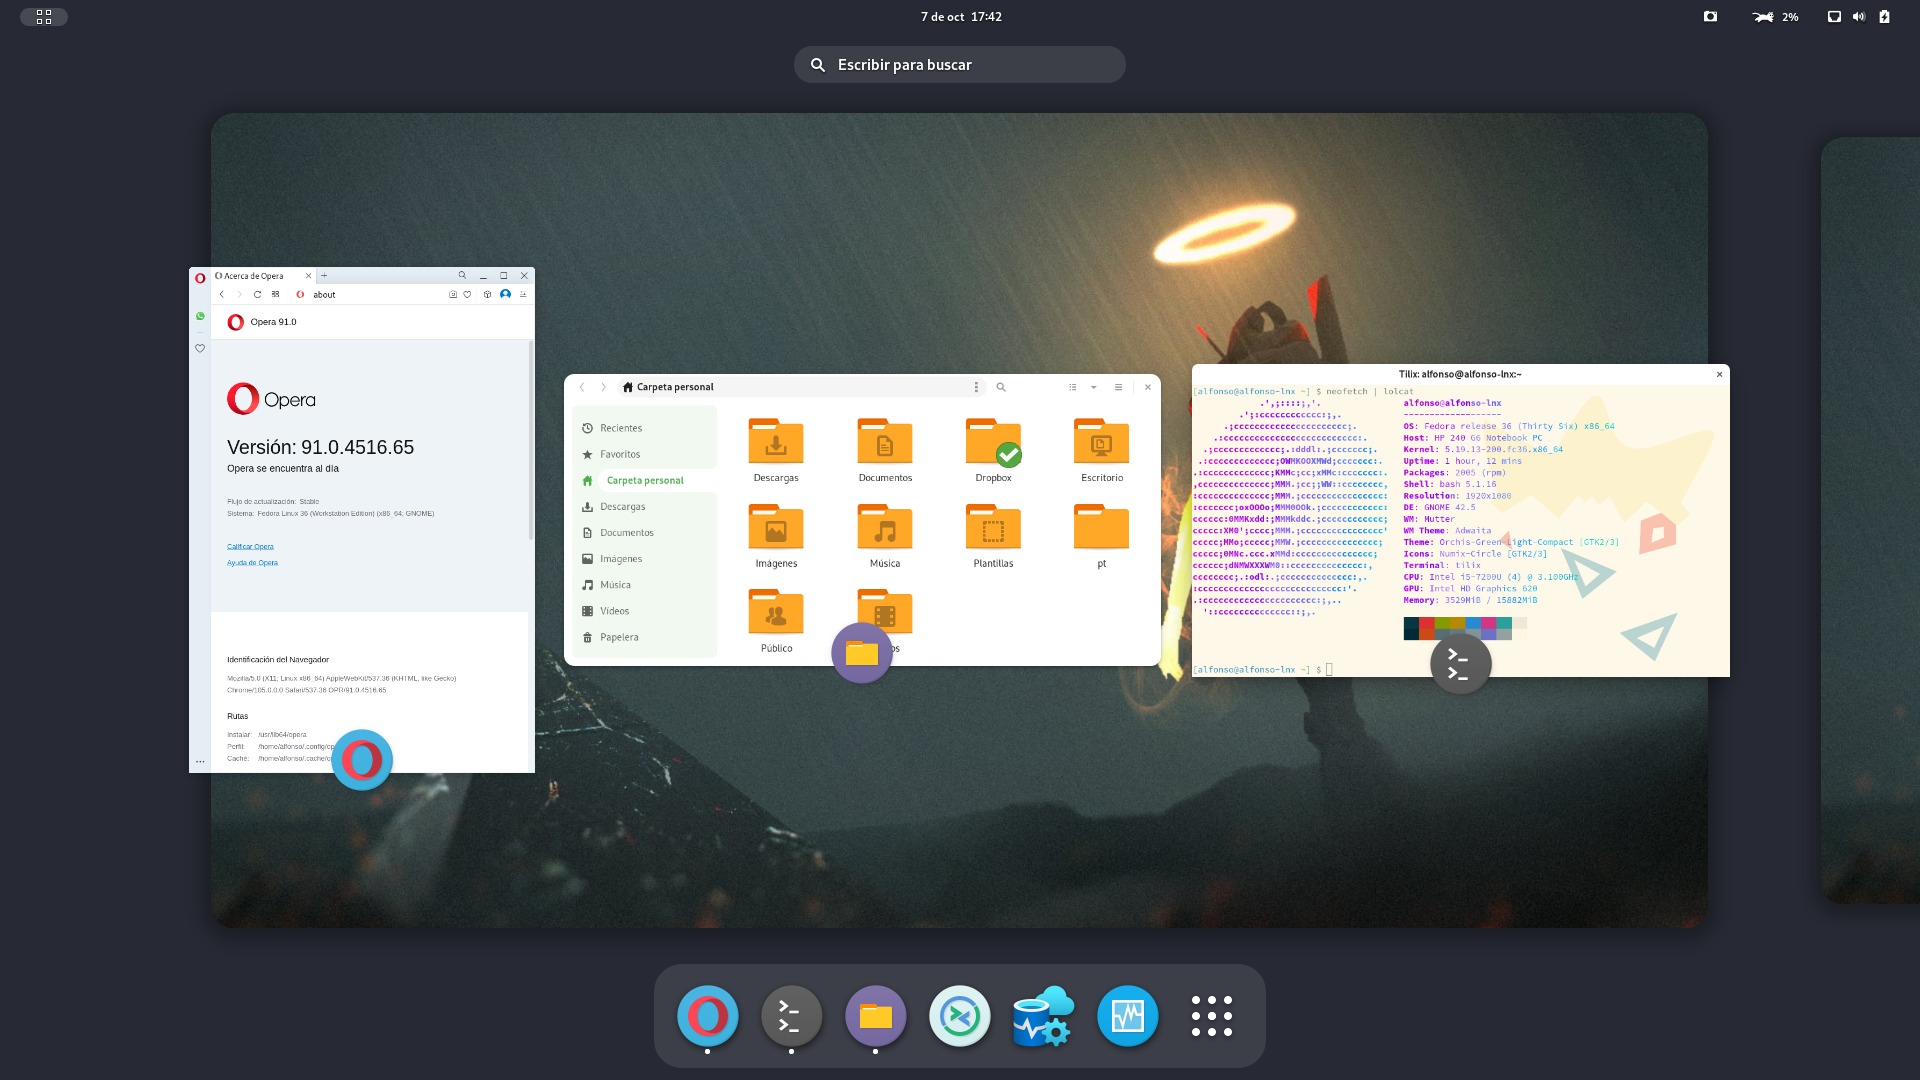 7 de oct 17:42
2%
Escribir para buscar
Acerca de Opera
about
Opera 91.0
Opera
Versión: 91.0.4516.65
Opera se encuentra al día
Flujo de actualización: Stable
Sistema: Fedora Linux 36 (Workstation Edition) (x86_64; GNOME)
Calificar Opera
Ayuda de Opera
Identificación del Navegador
Mozilla/5.0 (X11; Linux x86_64) AppleWebKit/537.36 (KHTML, like Gecko)
Chrome/105.0.0.0 Safari/537.36 OPR/91.0.4516.65
Rutas
Instalar: /usr/lib64/opera
Perfil: /home/alfonso/.config/op
Caché: /home/alfonso/.cache/o
Carpeta personal
Recientes
Favoritos
Carpeta personal
Descargas
Documentos
Imágenes
Música
Vídeos
Papelera
Descargas
Documentos
Dropbox
Escritorio
Imágenes
Música
Plantillas
pt
Público
os
Tilix: alfonso@alfonso-lnx:~
[alfonso@alfonso-lnx ~] $ neofetch | lolcat
alfonso@alfonso-lnx
-------------------
OS: Fedora release 36 (Thirty Six) x86_64
Host: HP 240 G6 Notebook PC
Kernel: 5.19.13-200.fc36.x86_64
Uptime: 1 hour, 12 mins
Packages: 2005 (rpm)
Shell: bash 5.1.16
Resolution: 1920x1080
DE: GNOME 42.5
WM: Mutter
WM Theme: Adwaita
Theme: Orchis-Green-Light-Compact [GTK2/3]
Icons: Numix-Circle [GTK2/3]
Terminal: tilix
CPU: Intel i5-7200U (4) @ 3.100GHz
GPU: Intel HD Graphics 620
Memory: 3529MiB / 15882MiB
[alfonso@alfonso-lnx ~] $